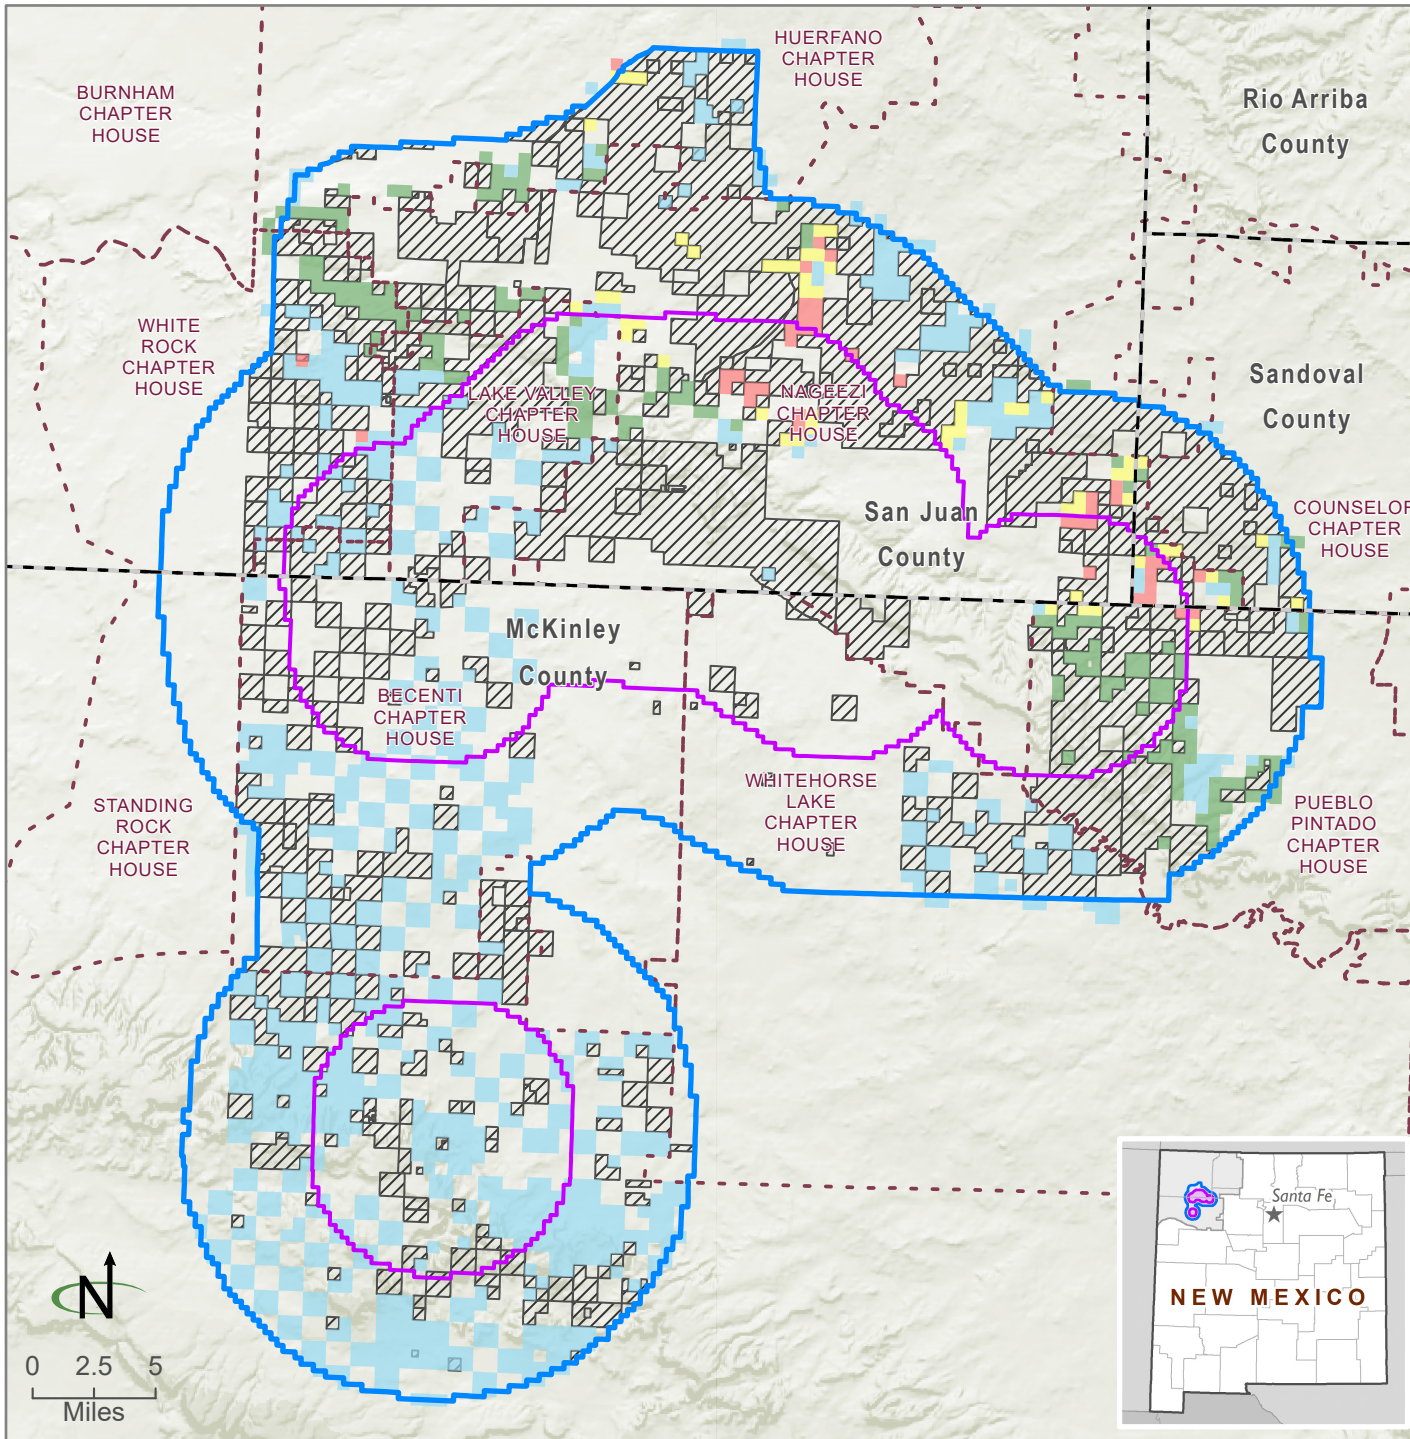 HUERFANO
CHAPTER
HOUSE
BURNHAM
CHAPTER
HOUSE
Rio Arriba
County
WHITE
ROCK
CHAPTER
HOUSE
LAKE VALLEY
CHAPTER
HOUSE
NAGEEZI
CHAPTER
HOUSE
Sandoval
County
San Juan
County
COUNSELOR
CHAPTER
HOUSE
McKinley
County
BECENTI
CHAPTER
HOUSE
STANDING
ROCK
CHAPTER
HOUSE
WHITEHORSE
LAKE
CHAPTER
HOUSE
PUEBLO
PINTADO
CHAPTER
HOUSE
Santa Fe
NEW MEXICO
N
0 2.5 5
Miles